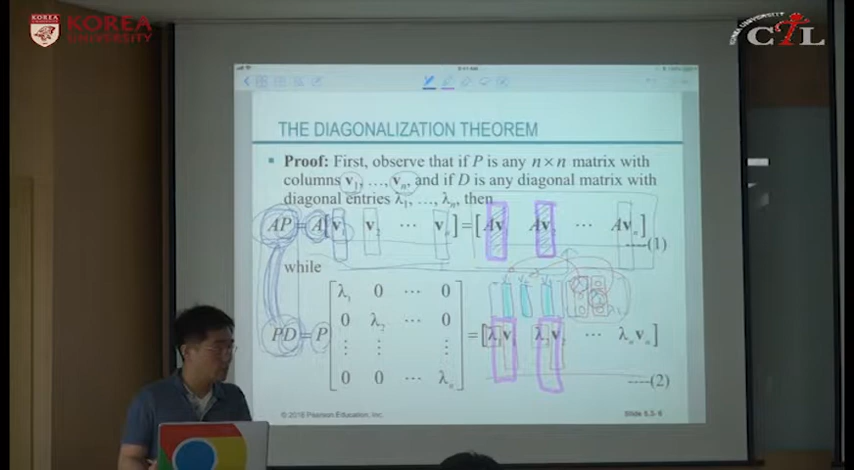 KOREA
UNIVERSITY
KOREA UNIVERSITY
CTL
THE DIAGONALIZATION THEOREM
▪ Proof: First, observe that if P is any n × n matrix with
columns v₁, …, vₙ, and if D is any diagonal matrix with
diagonal entries λ₁, …, λₙ, then
AP = A[v₁ v₂ ⋯ vₙ] = [Av₁ Av₂ ⋯ Avₙ]
----(1)
while
PD = P [λ₁ 0 ⋯ 0
0 λ₂ ⋯ 0
⋮ ⋮ ⋮
0 0 ⋯ λₙ] = [λ₁v₁ λ₂v₂ ⋯ λₙvₙ]
----(2)
© 2016 Pearson Education, Inc.
Slide 5.3- 6